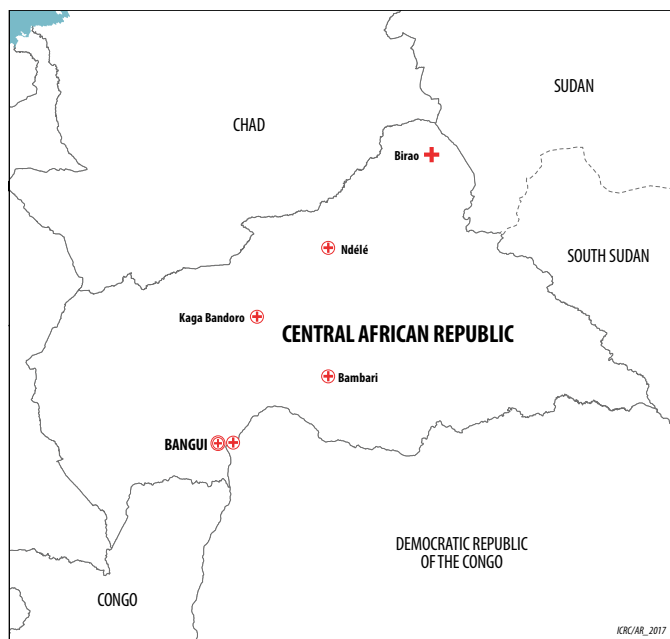 SUDAN
CHAD
Birao
Ndélé
SOUTH SUDAN
Kaga Bandoro
CENTRAL AFRICAN REPUBLIC
Bambari
BANGUI
DEMOCRATIC REPUBLIC
OF THE CONGO
CONGO
ICRC/AR_2017